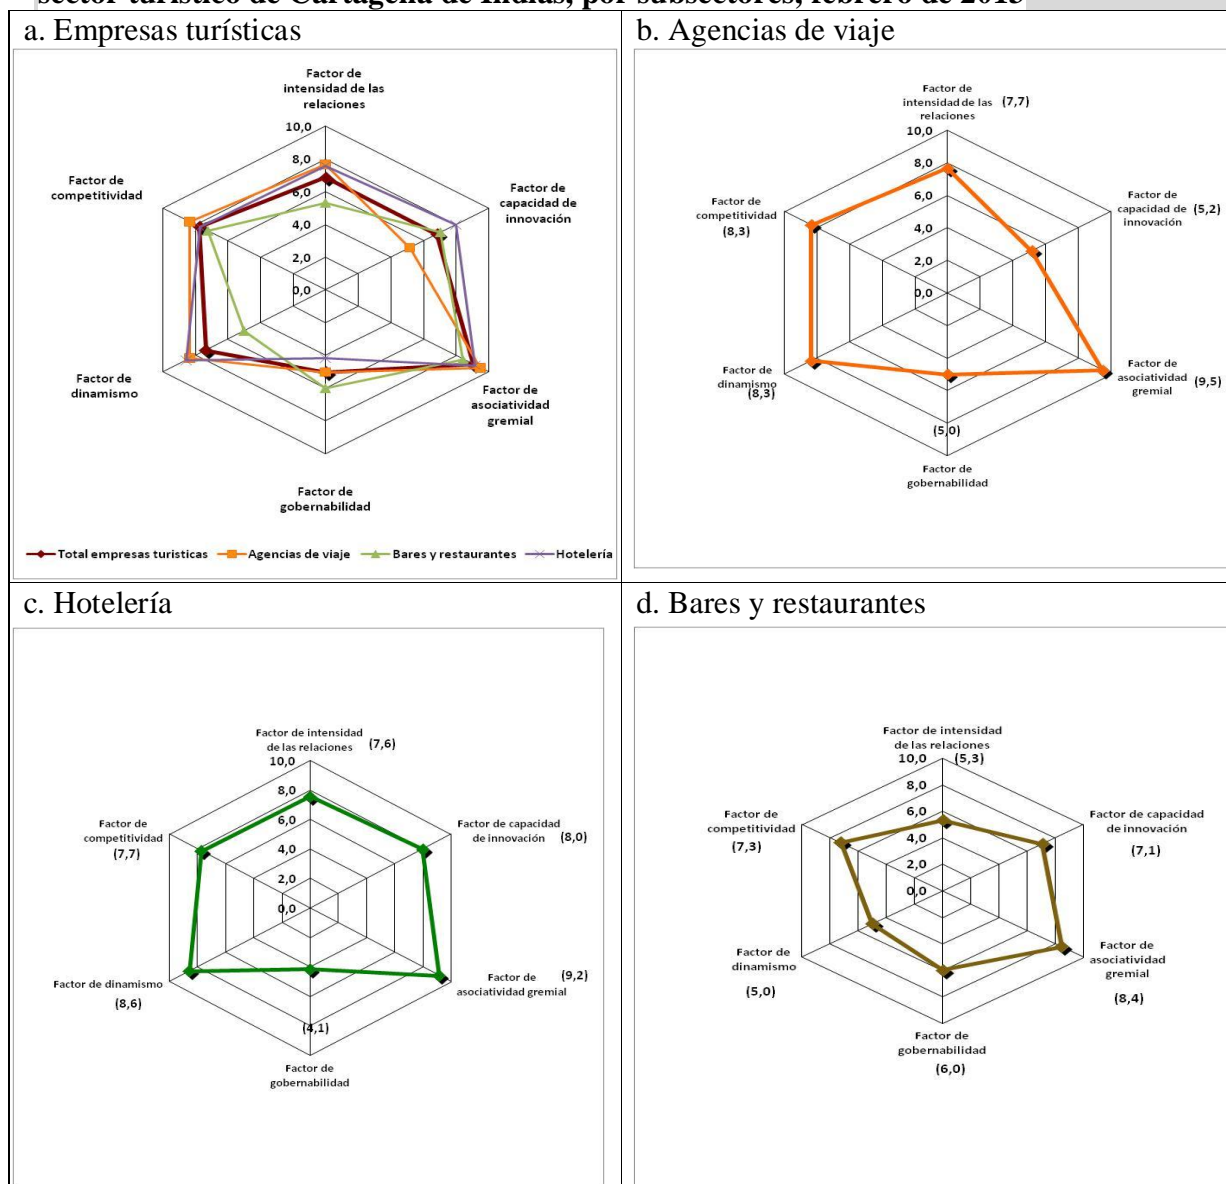 sector turístico de Cartagena de Indias, por subsectores, febrero de 2013
a. Empresas turísticas
Factor de
intensidad de las
relaciones
10,0
8,0
6,0
4,0
2,0
0,0
Factor de
capacidad de
innovación
Factor de
asociatividad
gremial
Factor de
gobernabilidad
Factor de
dinamismo
Factor de
competitividad
Total empresas turisticas
Agencias de viaje
Bares y restaurantes
Hotelería
b. Agencias de viaje
Factor de
intensidad de las (7,7)
relaciones
10,0
8,0
6,0
4,0
2,0
0,0
Factor de
capacidad de (5,2)
innovación
Factor de
asociatividad (9,5)
gremial
(5,0)
Factor de
gobernabilidad
Factor de
dinamismo
(8,3)
Factor de
competitividad
(8,3)
c. Hotelería
Factor de intensidad (7,6)
de las relaciones
10,0
8,0
6,0
4,0
2,0
0,0
Factor de capacidad (8,0)
de innovación
Factor de (9,2)
asociatividad gremial
(4,1)
Factor de
gobernabilidad
Factor de dinamismo
(8,6)
Factor de
competitividad
(7,7)
d. Bares y restaurantes
Factor de intensidad
de las relaciones
(5,3)
10,0
8,0
6,0
4,0
2,0
0,0
Factor de capacidad
de innovación
(7,1)
Factor de
asociatividad
gremial
(8,4)
Factor de
gobernabilidad
(6,0)
Factor de
dinamismo
(5,0)
Factor de
competitividad
(7,3)